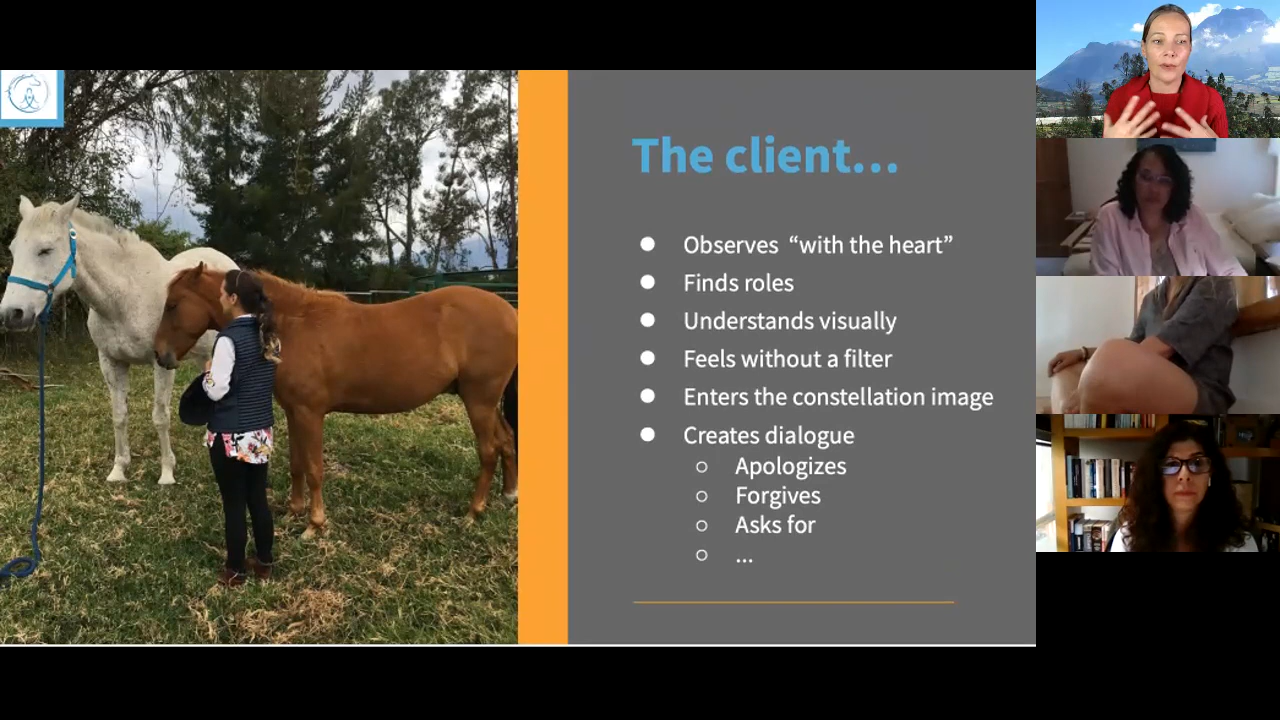 The client...
Observes “with the heart”
Finds roles
Understands visually
Feels without a filter
Enters the constellation image
Creates dialogue
Apologizes
Forgives
Asks for
...